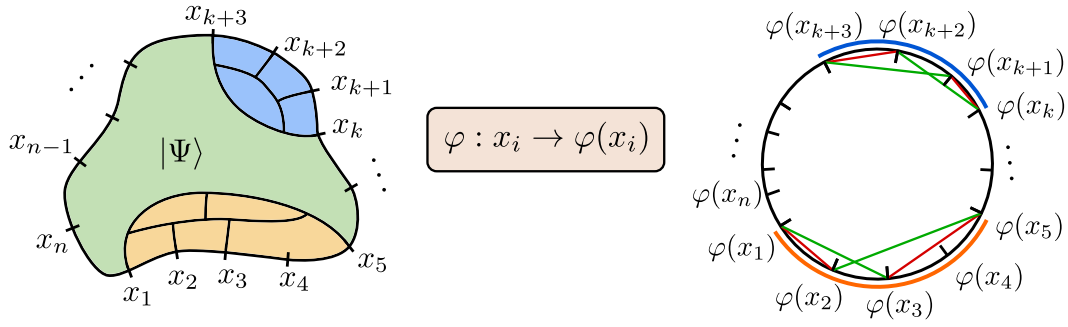 x_{k+3}
x_{k+2}
x_{k+1}
x_k
x_{n-1}
|Ψ⟩
x_n
x_5
x_1
x_2
x_3
x_4
φ : x_i → φ(x_i)
φ(x_{k+3})
φ(x_{k+2})
φ(x_{k+1})
φ(x_k)
φ(x_n)
φ(x_1)
φ(x_5)
φ(x_2)
φ(x_3)
φ(x_4)